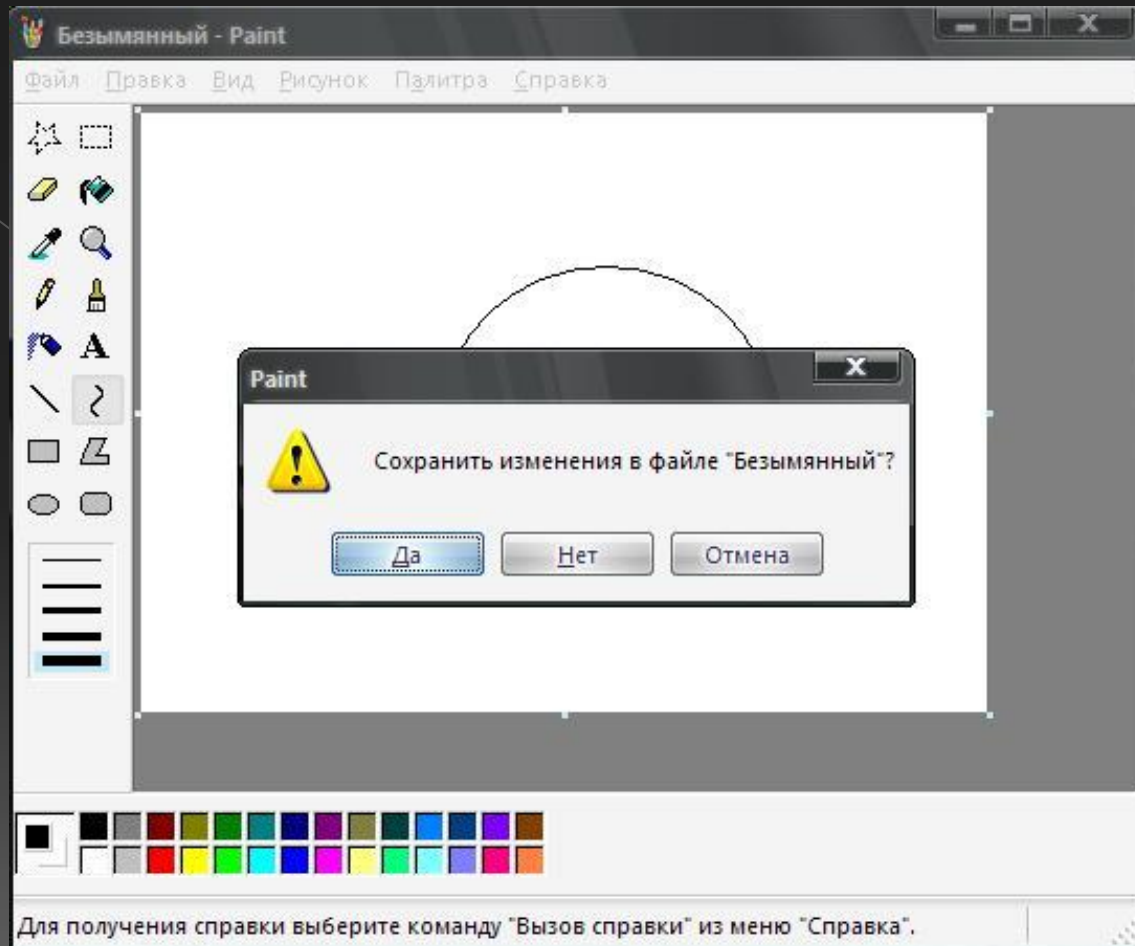 Безымянный - Paint
Файл Правка Вид Рисунок Палитра Справка
A
Paint
Сохранить изменения в файле "Безымянный"?
Да Нет Отмена
Для получения справки выберите команду "Вызов справки" из меню "Справка".